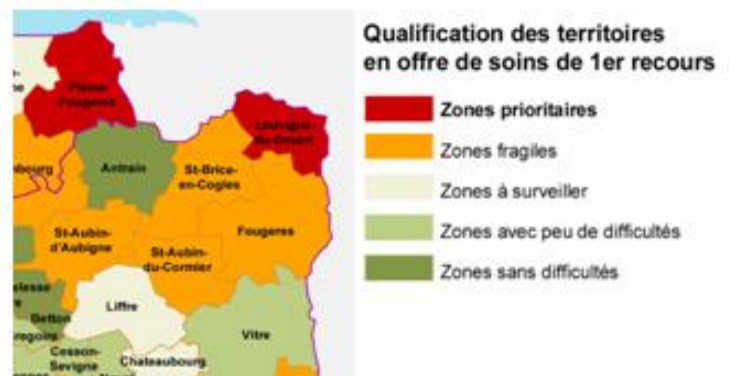 Qualification des territoires
en offre de soins de 1er recours
Zones prioritaires
Zones fragiles
Zones à surveiller
Zones avec peu de difficultés
Zones sans difficultés
Pleine-
Fougeres
Louvigne-
du-Desert
Antrain
St-Brice-
en-Cogles
St-Aubin-
d'Aubigne
St-Aubin-
du-Cormier
Fougeres
Liffre
Betton
Vitre
Cesson-
Sevigne
Chateaubourg